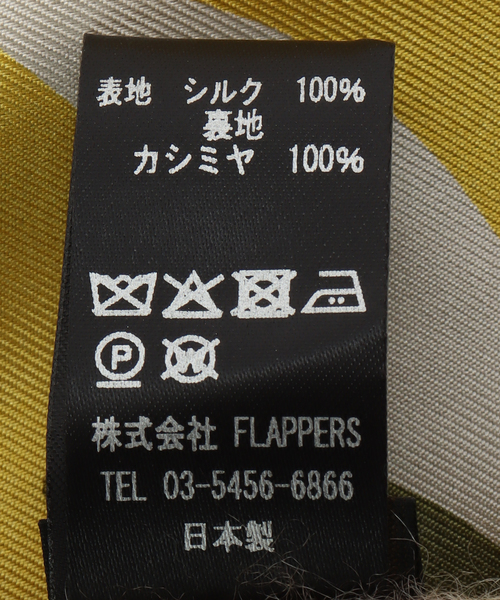 表地 シルク 100%
裏地
カシミヤ 100%
P W
株式会社 FLAPPERS
TEL 03-5456-6866
日本製